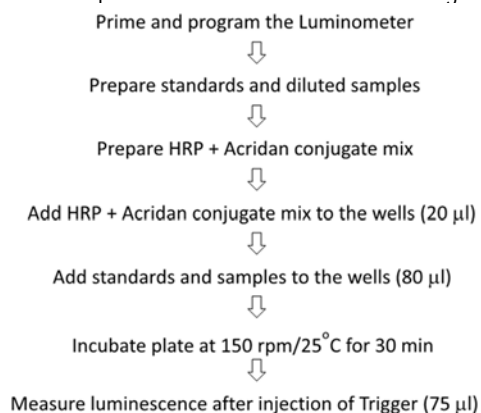 Prime and program the Luminometer
Prepare standards and diluted samples
Prepare HRP + Acridan conjugate mix
Add HRP + Acridan conjugate mix to the wells (20 µl)
Add standards and samples to the wells (80 µl)
Incubate plate at 150 rpm/25°C for 30 min
Measure luminescence after injection of Trigger (75 µl)